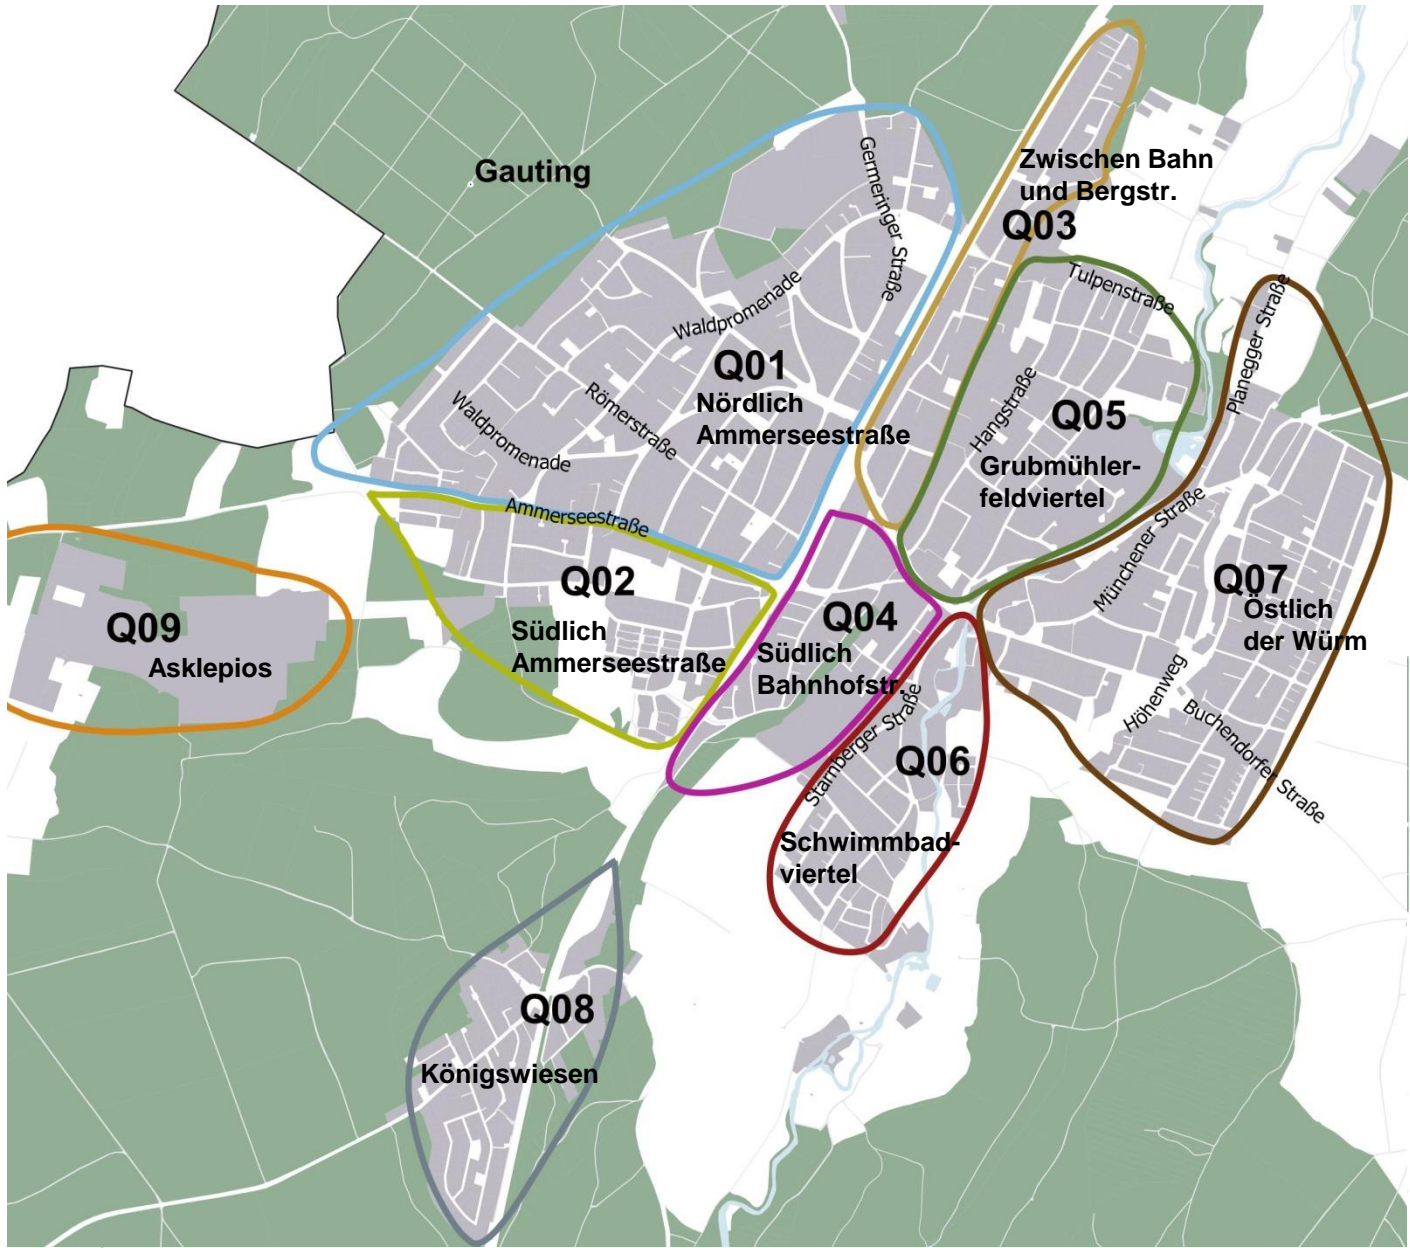 Gauting
Germeringer Straße
Zwischen Bahn
und Bergstr.
Q03
Tulpenstraße
Planegger Straße
Waldpromenade
Q01
Nördlich
Ammerseestraße
Römerstraße
Waldpromenade
Hangstraße
Q05
Grubmühler-
feldviertel
Ammerseestraße
Münchener Straße
Q02
Südlich
Ammerseestraße
Q04
Südlich
Bahnhofstr.
Q07
Östlich
der Würm
Q09
Asklepios
Höhenweg
Buchendorfer Straße
Starnberger Straße
Q06
Schwimmbad-
viertel
Q08
Königswiesen